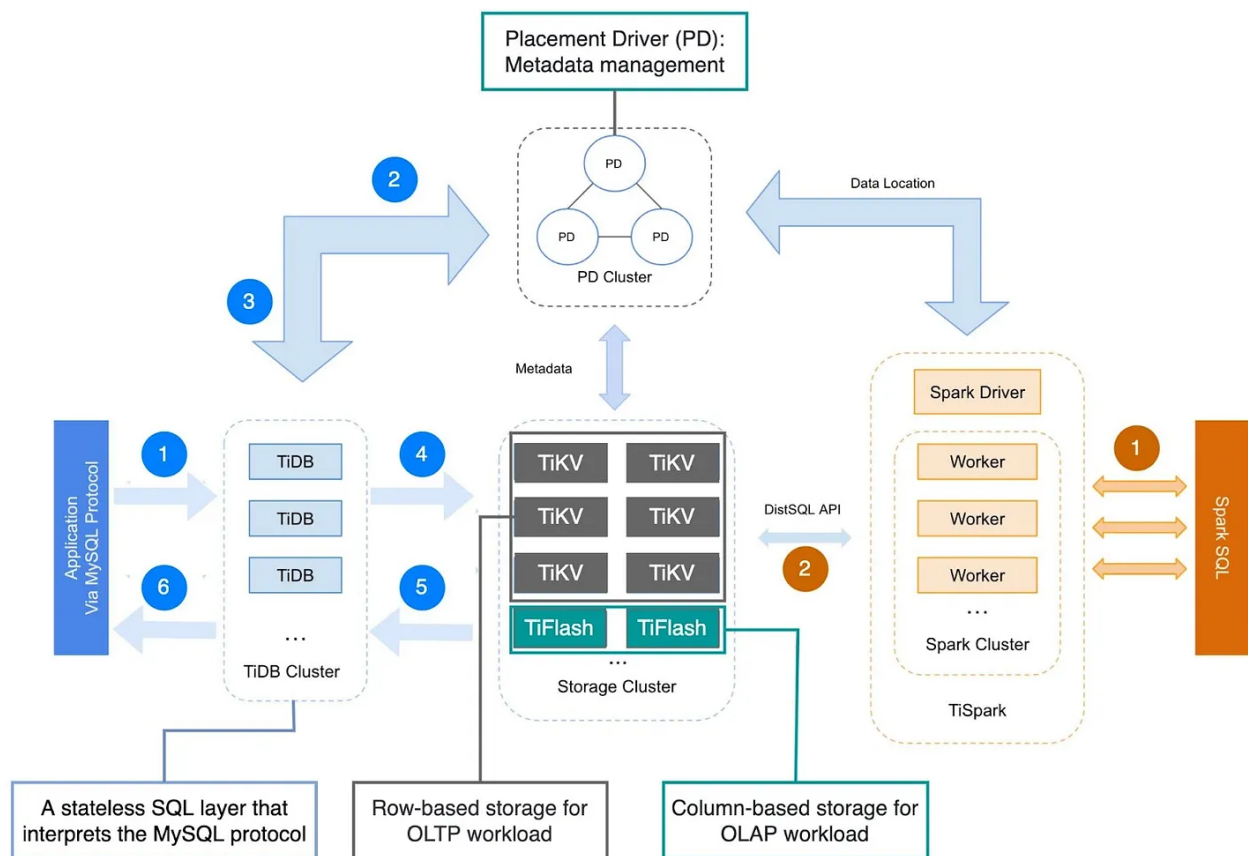 Placement Driver (PD):
Metadata management
PD
PD
PD
PD Cluster
2
3
Data Location
Metadata
Application
Via MySQL Protocol
1
6
TiDB
TiDB
TiDB
...
TiDB Cluster
4
5
TiKV
TiKV
TiKV
TiKV
TiKV
TiKV
TiFlash
TiFlash
...
Storage Cluster
DistSQL API
2
Spark Driver
Worker
Worker
Worker
...
Spark Cluster
TiSpark
1
Spark SQL
A stateless SQL layer that
interprets the MySQL protocol
Row-based storage for
OLTP workload
Column-based storage for
OLAP workload